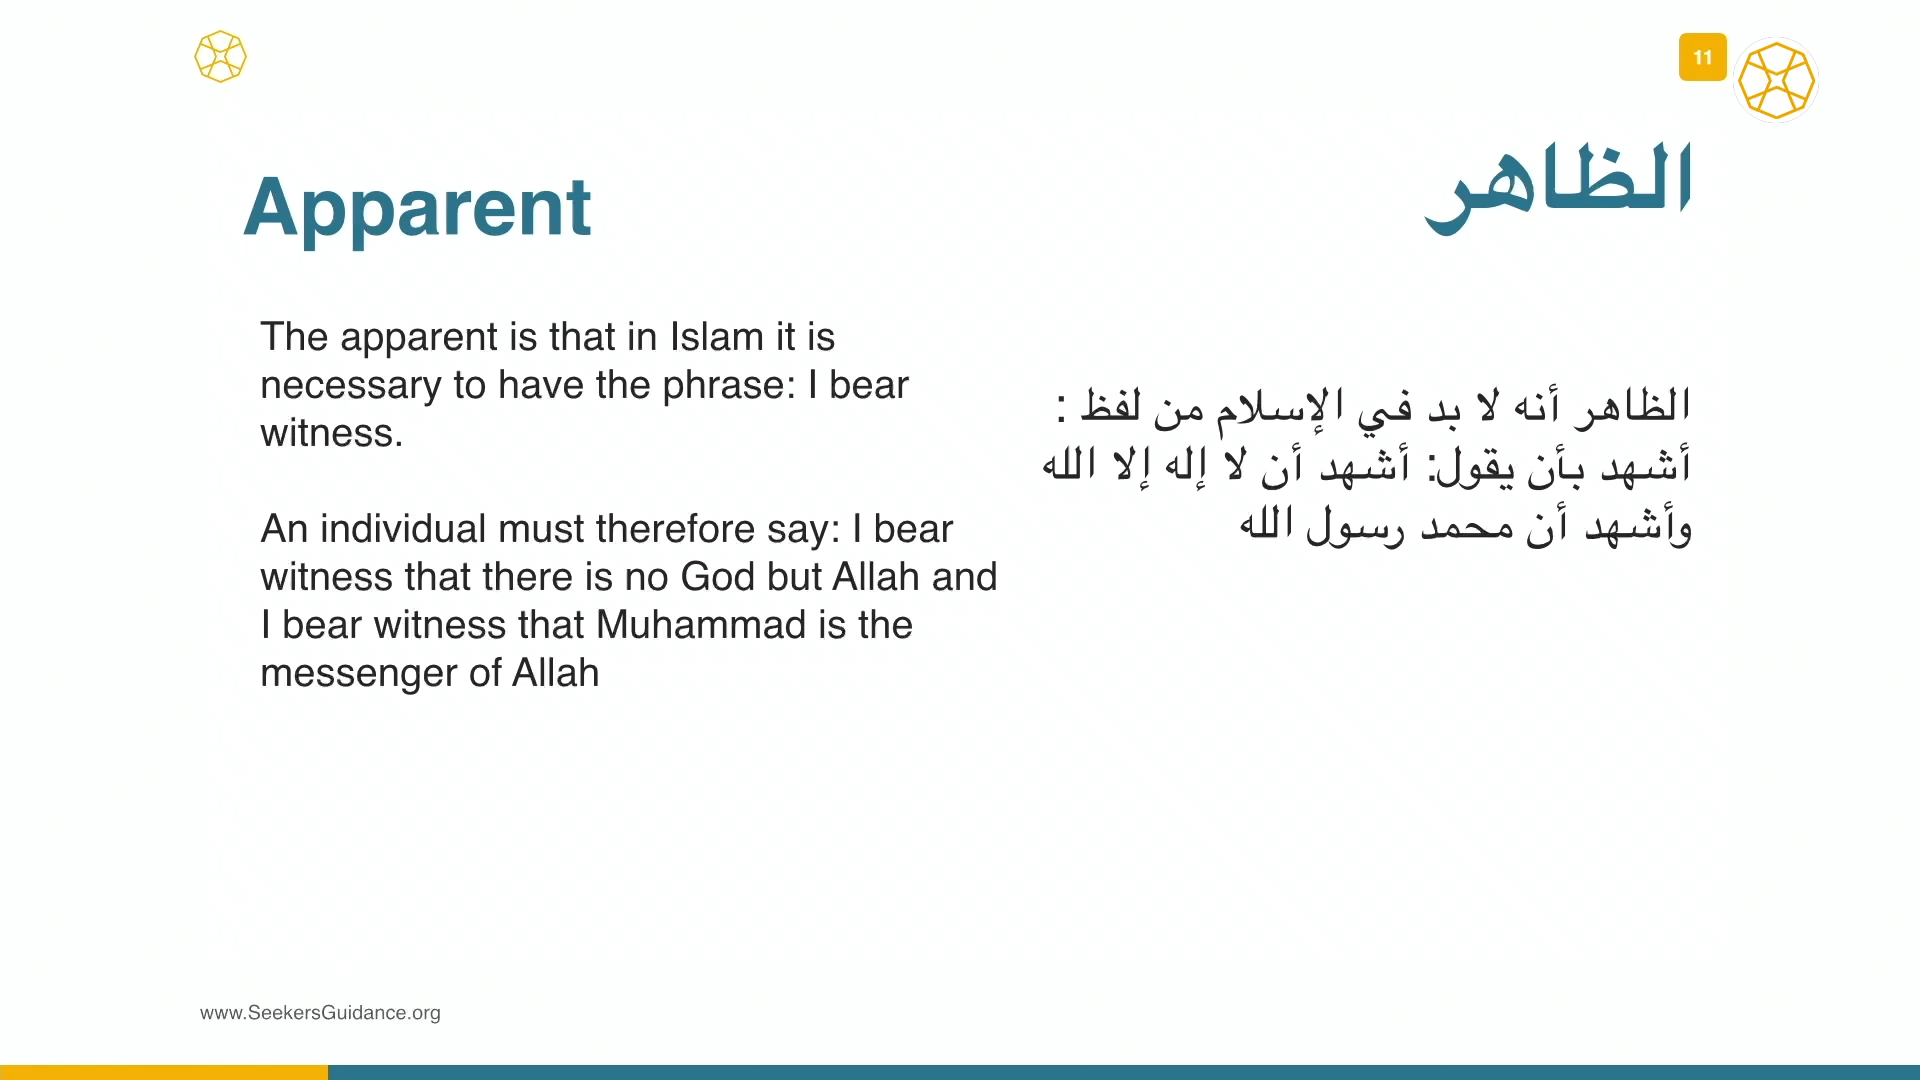 11
Apparent
الظاهر
The apparent is that in Islam it is
necessary to have the phrase: I bear
witness.
An individual must therefore say: I bear
witness that there is no God but Allah and
I bear witness that Muhammad is the
messenger of Allah
الظاهر أنه لا بد في الإسلام من لفظ :
أشهد بأن يقول: أشهد أن لا إله إلا الله
وأشهد أن محمد رسول الله
www.SeekersGuidance.org